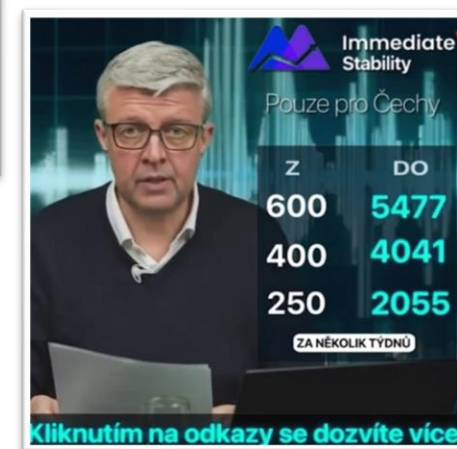 Immediate
Stability
Pouze pro Čechy
Z DO
600 5477
400 4041
250 2055
ZA NĚKOLIK TÝDNŮ
Kliknutím na odkazy se dozvíte více